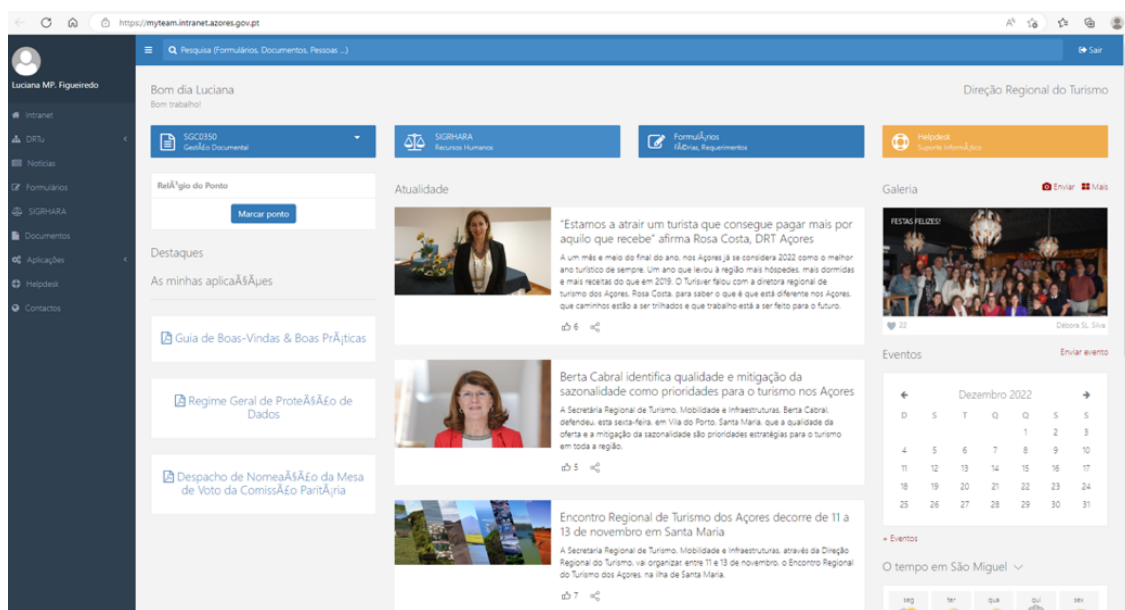 https://myteam.intranet.azores.gov.pt
Luciana MP. Figueiredo
Intranet
DRTu
Notícias
Formulários
SIGRHARA
Documentos
Aplicações
Helpdesk
Contactos
Pesquisa (Formulários, Documentos, Pessoas ...)
Sair
Bom dia Luciana
Bom trabalho!
Direção Regional do Turismo
SGC0350
GestÃ£o Documental
SIGRHARA
Recursos Humanos
FormulÃ¡rios
FÃ©rias, Requerimentos
Helpdesk
Suporte InformÃ¡tico
RelÃ³gio do Ponto
Marcar ponto
Destaques
As minhas aplicaÃ§Ãµes
Guia de Boas-Vindas & Boas PrÃ¡ticas
Regime Geral de ProteÃ§Ã£o de
Dados
Despacho de NomeaÃ§Ã£o da Mesa
de Voto da ComissÃ£o ParitÃ¡ria
Atualidade
“Estamos a atrair um turista que consegue pagar mais por
aquilo que recebe” afirma Rosa Costa, DRT Açores
A um mês e meio do final do ano, nos Açores já se considera 2022 como o melhor
ano turístico de sempre. Um ano que levou à região mais hóspedes, mais dormidas
e mais receitas do que em 2019. O Turisver falou com a diretora regional de
turismo dos Açores, Rosa Costa, para saber o que é que está diferente nos Açores,
que caminhos estão a ser trilhados e que trabalho está a ser feito para o futuro.
6
Berta Cabral identifica qualidade e mitigação da
sazonalidade como prioridades para o turismo nos Açores
A Secretária Regional de Turismo, Mobilidade e Infraestruturas, Berta Cabral,
defendeu, esta sexta-feira, em Vila do Porto, Santa Maria, que a qualidade da
oferta e a mitigação da sazonalidade são prioridades estratégias para o turismo
em toda a região.
5
Encontro Regional de Turismo dos Açores decorre de 11 a
13 de novembro em Santa Maria
A Secretaria Regional de Turismo, Mobilidade e Infraestruturas, através da Direção
Regional do Turismo, vai organizar, entre 11 e 13 de novembro, o Encontro Regional
do Turismo dos Açores, na ilha de Santa Maria.
7
Galeria
Enviar
Mais
FESTAS FELIZES!
22
Débora SL. Silva
Eventos
Enviar evento
Dezembro 2022
D S T Q Q S S
1 2 3
4 5 6 7 8 9 10
11 12 13 14 15 16 17
18 19 20 21 22 23 24
25 26 27 28 29 30 31
+ Eventos
O tempo em São Miguel
seg ter qua qui sex